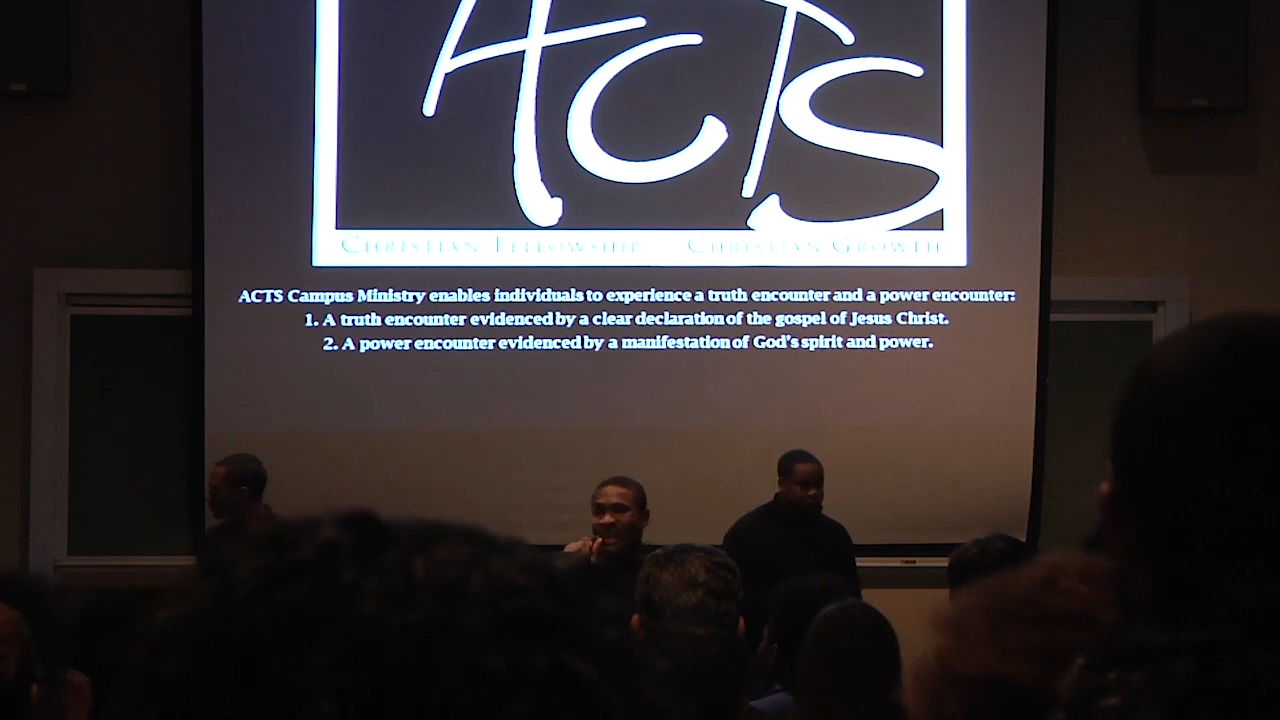 ACTS
CHRISTIAN FELLOWSHIP CHRISTIAN GROWTH
ACTS Campus Ministry enables individuals to experience a truth encounter and a power encounter:
1. A truth encounter evidenced by a clear declaration of the gospel of Jesus Christ.
2. A power encounter evidenced by a manifestation of God's spirit and power.